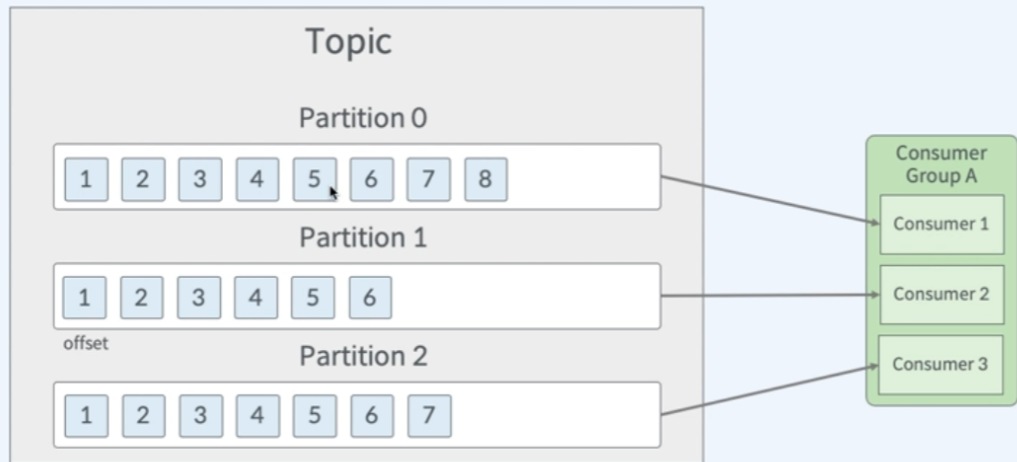 Topic
Partition 0
1 2 3 4 5 6 7 8
Partition 1
1 2 3 4 5 6
offset
Partition 2
1 2 3 4 5 6 7
Consumer
Group A
Consumer 1
Consumer 2
Consumer 3